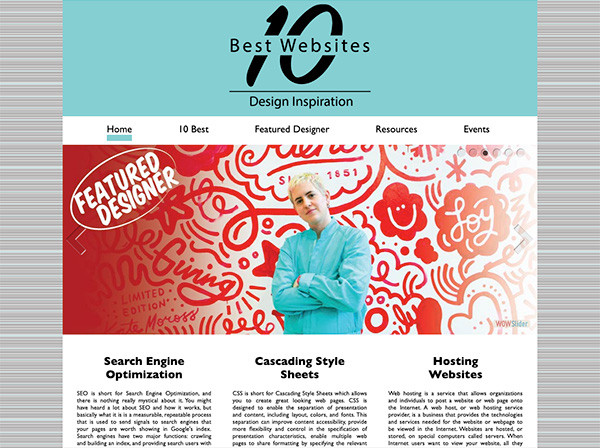 10
Best Websites
Design Inspiration
Home 10 Best Featured Designer Resources Events
FEATURED
DESIGNER
SINCE 1851
Joy
Giving
LIMITED
EDITION
Kate Moross
WOWSlider
Search Engine
Optimization
SEO is short for Search Engine Optimization, and
there is nothing really mystical about it. You might
have heard a lot about SEO and how it works, but
basically what it is is a measurable, repeatable process
that is used to send signals to search engines that
your pages are worth showing in Google's index.
Search engines have two major functions: crawling
and building an index, and providing search users with
Cascading Style
Sheets
CSS is short for Cascading Style Sheets which allows
you to create great looking web pages. CSS is
designed to enable the separation of presentation
and content, including layout, colors, and fonts. This
separation can improve content accessibility, provide
more flexibility and control in the specification of
presentation characteristics, enable multiple web
pages to share formatting by specifying the relevant
Hosting
Websites
Web hosting is a service that allows organizations
and individuals to post a website or web page onto
the Internet. A web host, or web hosting service
provider, is a business that provides the technologies
and services needed for the website or webpage to
be viewed in the Internet. Websites are hosted, or
stored, on special computers called servers. When
Internet users want to view your website, all they